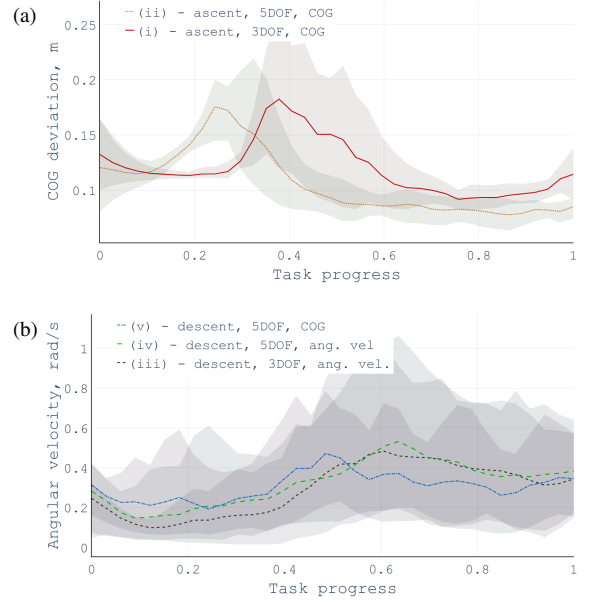 (a)
(ii) - ascent, 5DOF, COG
(i) - ascent, 3DOF, COG
COG deviation, m
0.25
0.2
0.15
0.1
0 0.2 0.4 0.6 0.8 1
Task progress
(b)
(v) - descent, 5DOF, COG
(iv) - descent, 5DOF, ang. vel
(iii) - descent, 3DOF, ang. vel.
Angular velocity, rad/s
1
0.8
0.6
0.4
0.2
0
0 0.2 0.4 0.6 0.8 1
Task progress